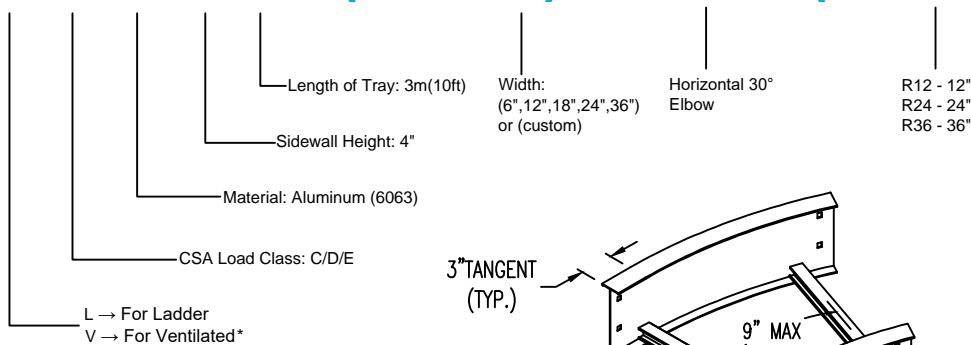 Length of Tray: 3m(10ft)
Width:
(6",12",18",24",36")
or (custom)
Horizontal 30°
Elbow
R12 - 12"
R24 - 24"
R36 - 36"
Sidewall Height: 4"
Material: Aluminum (6063)
CSA Load Class: C/D/E
L → For Ladder
V → For Ventilated*
3"TANGENT
(TYP.)
9" MAX